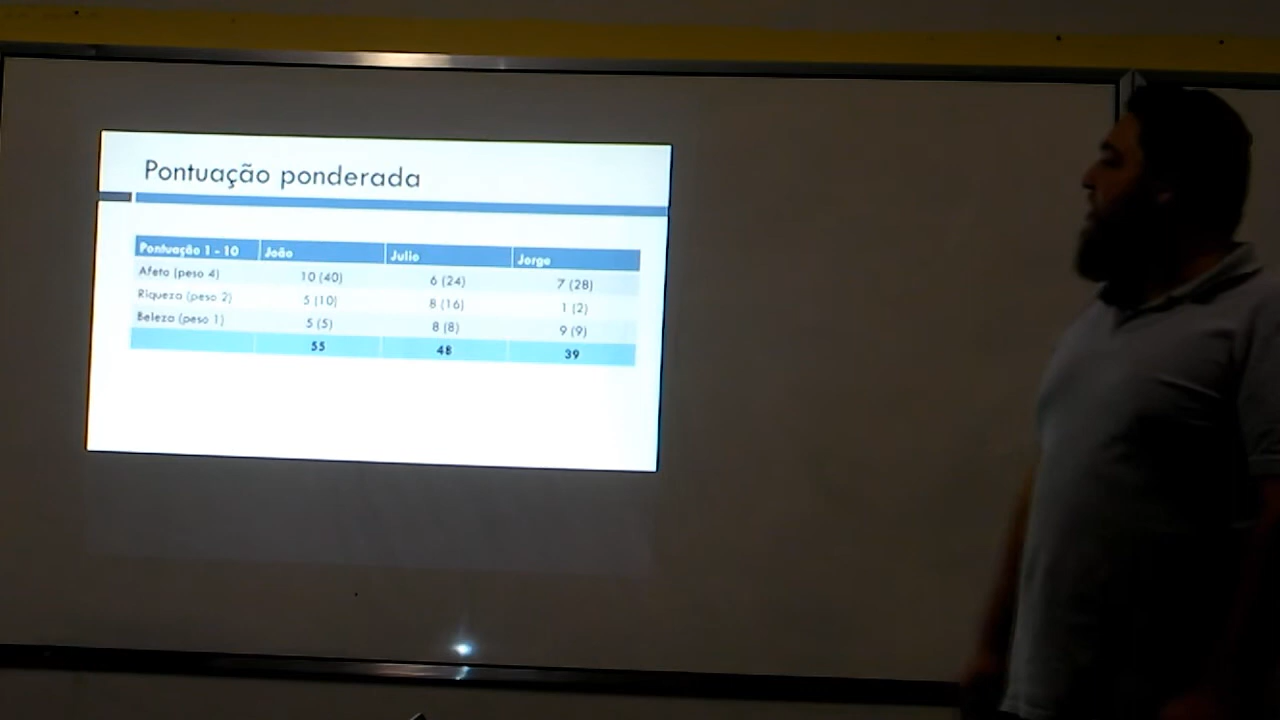 Pontuação ponderada
Pontuação 1 - 10 João Julio Jorge
Afeto (peso 4) 10 (40) 6 (24) 7 (28)
Riqueza (peso 2) 5 (10) 8 (16) 1 (2)
Beleza (peso 1) 5 (5) 8 (8) 9 (9)
55 48 39